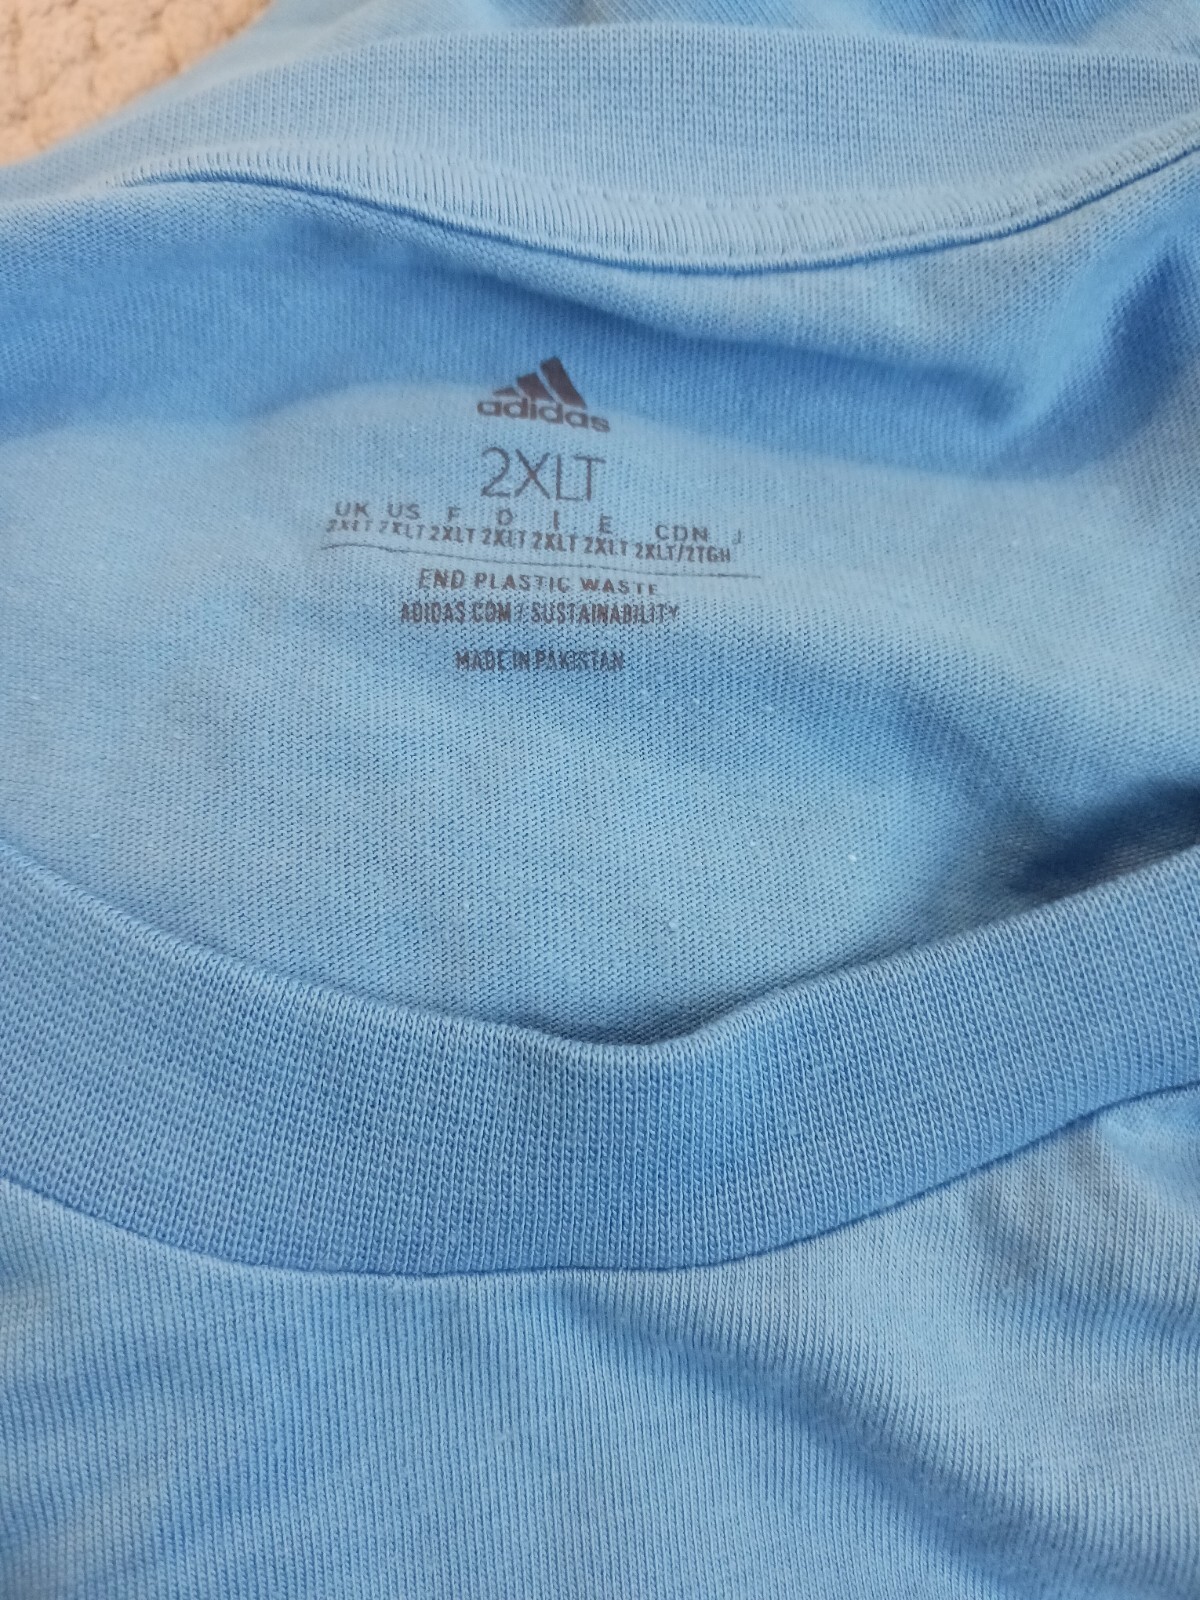 adidas
2XLT
UK US F D I E CDN J
2XLT 2XLT 2XLT 2XLT 2XLT 2XLT 2XLT/2TGH
END PLASTIC WASTE
ADIDAS.COM / SUSTAINABILITY
MADE IN PAKISTAN